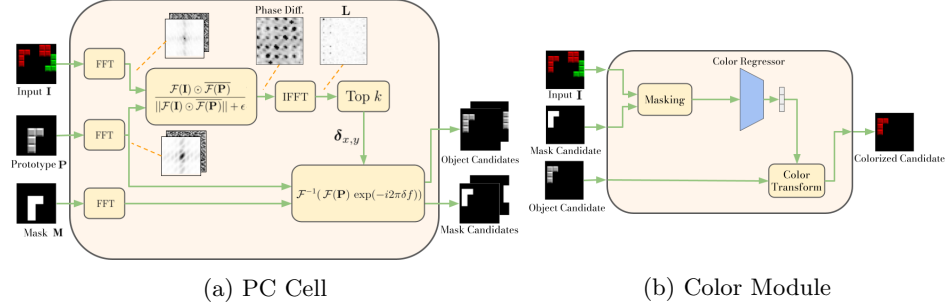 Phase Diff.
L
FFT
Input I
F(I) ⊙ F(P)‾
||F(I) ⊙ F(P)‾|| + ϵ
IFFT
Top k
δx,y
FFT
Prototype P
Object Candidates
F⁻¹(F(P) exp(−i2πδf))
FFT
Mask M
Mask Candidates
(a) PC Cell
Color Regressor
Input I
Masking
Mask Candidate
Colorized Candidate
Color
Transform
Object Candidate
(b) Color Module